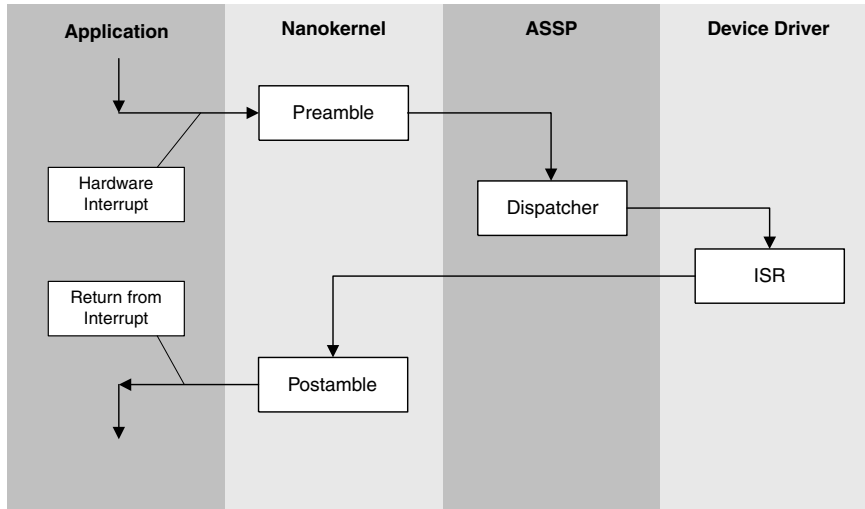 Application
Nanokernel
ASSP
Device Driver
Preamble
Hardware
Interrupt
Dispatcher
ISR
Return from
Interrupt
Postamble